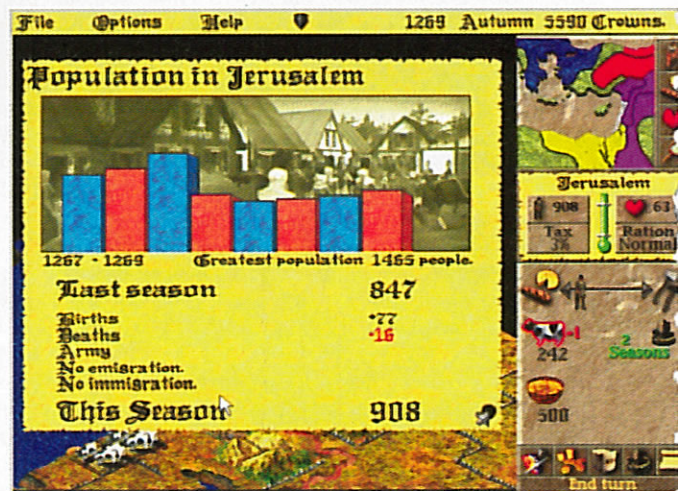 File Options Help 1269 Autumn 5590 Crowns.
Population in Jerusalem
1267 - 1269 Greatest population 1465 people.
Last season 847
Births +77
Deaths -16
Army
No emigration.
No immigration.
This Season 908
Jerusalem
908 63
Tax Ration
3% Normal
-1
242 2
Seasons
500
End turn